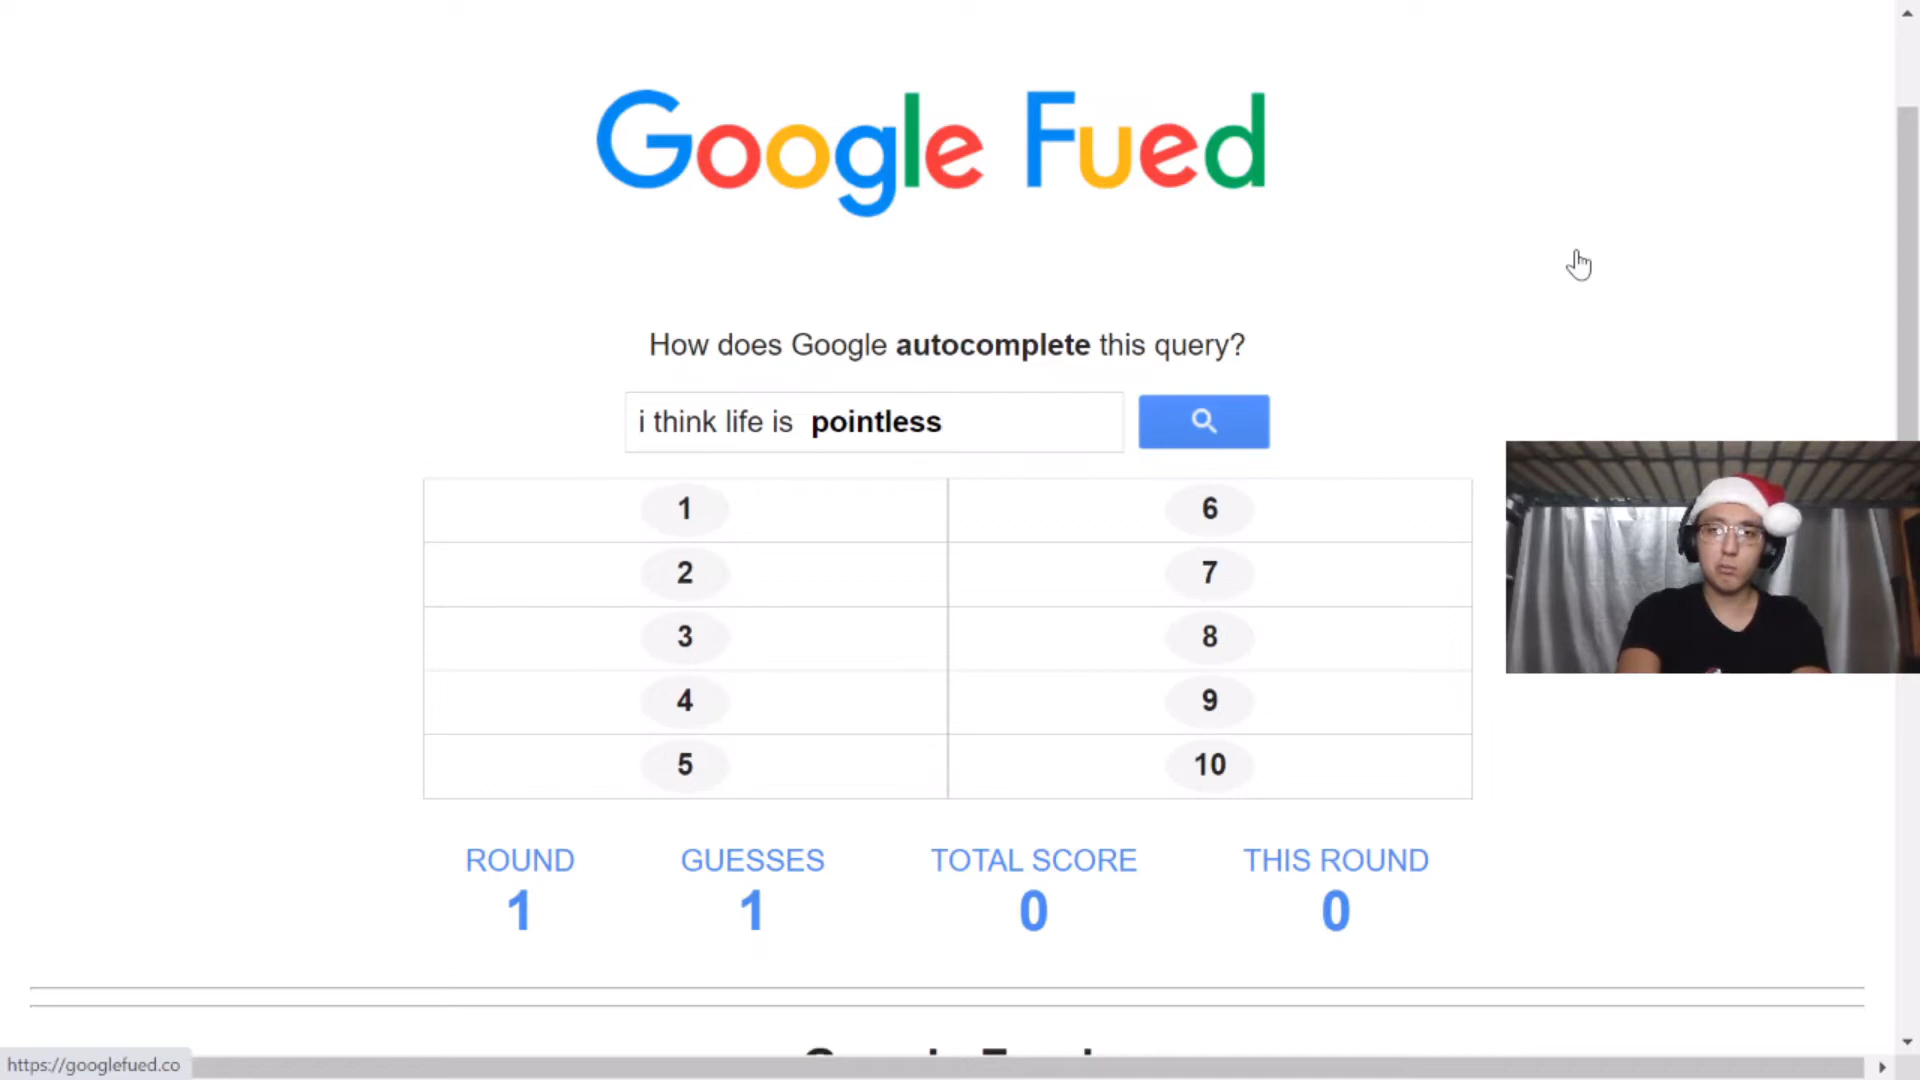 Google Fued
How does Google autocomplete this query?
i think life is pointless
1 6
2 7
3 8
4 9
5 10
ROUND GUESSES TOTAL SCORE THIS ROUND
1 1 0 0
https://googlefued.co